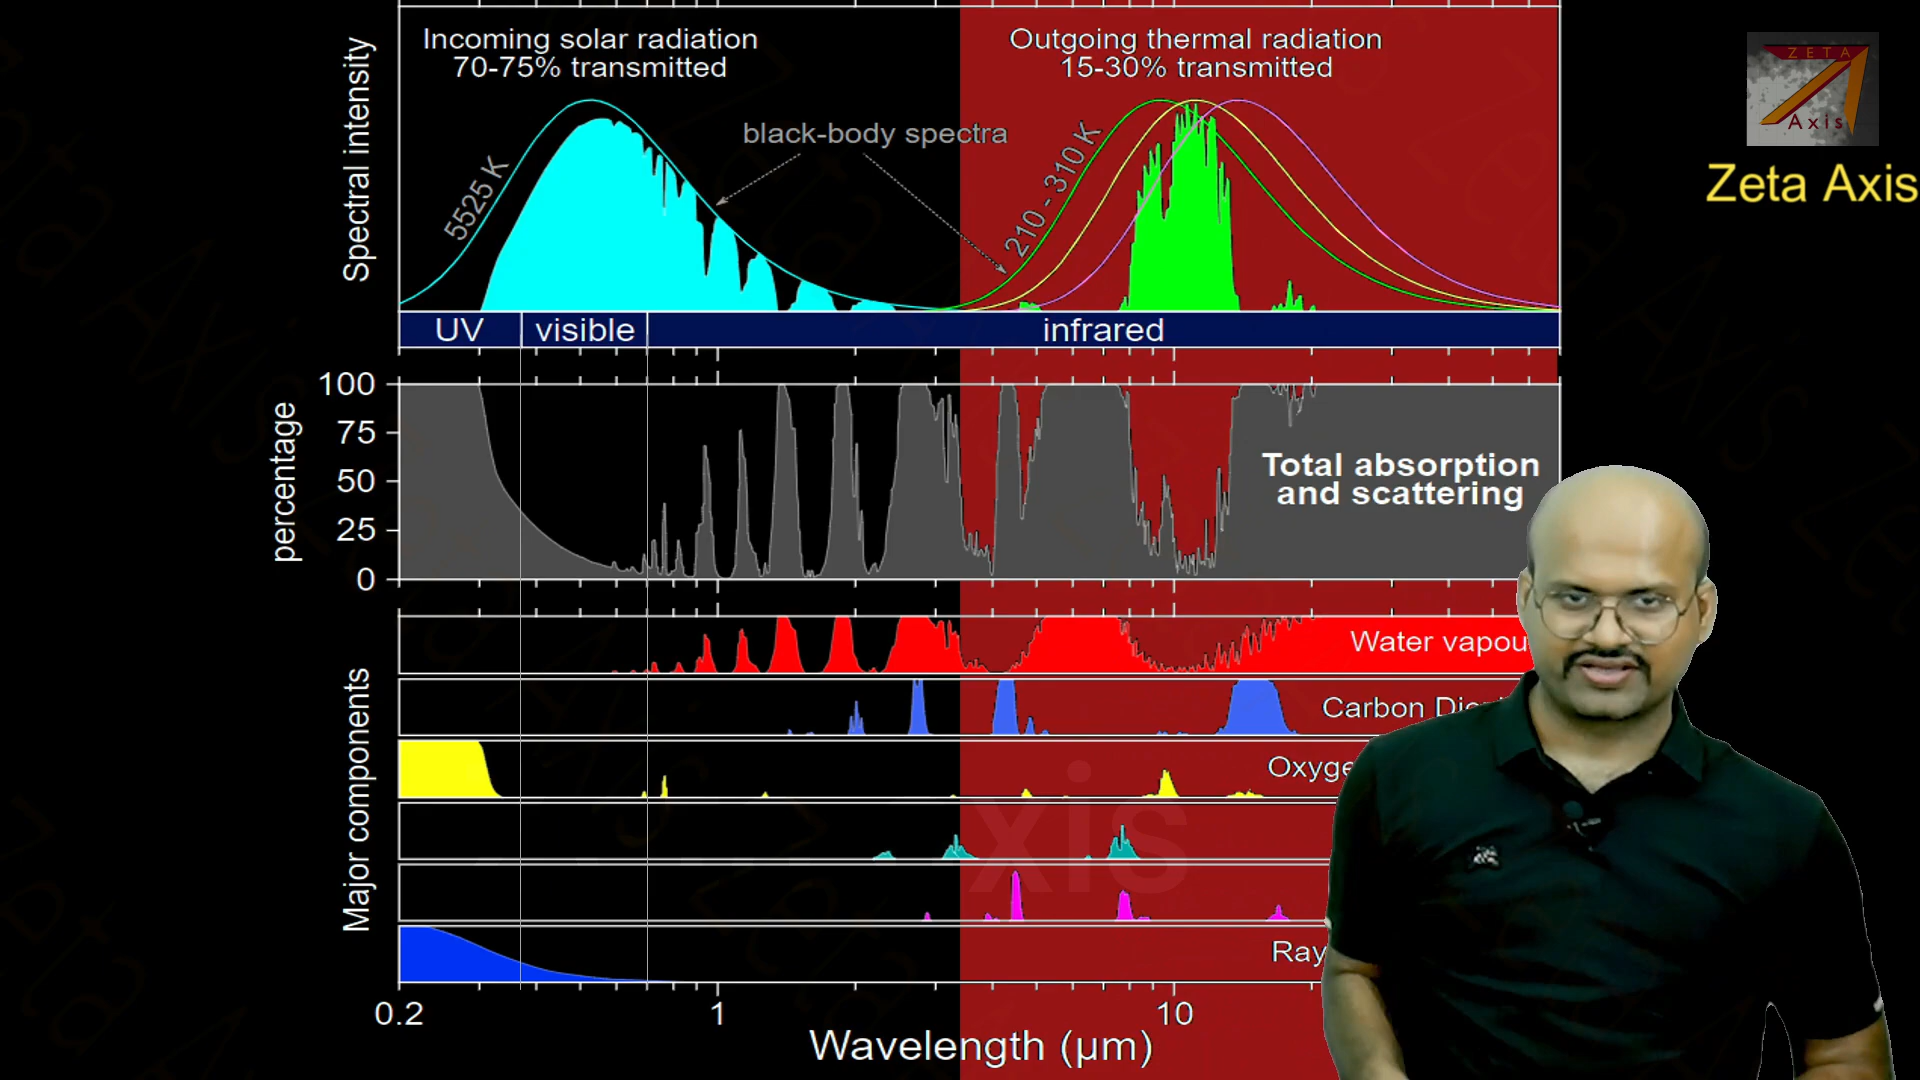 Incoming solar radiation
70-75% transmitted
Outgoing thermal radiation
15-30% transmitted
ZETA
Axis
Zeta Axis
Spectral intensity
5525 K
black-body spectra
210 - 310 K
UV
visible
infrared
percentage
100
75
50
25
0
Total absorption
and scattering
Major components
Water vapou
Carbon Di
Oxyge
xis
Ray
0.2
1
10
Wavelength (µm)